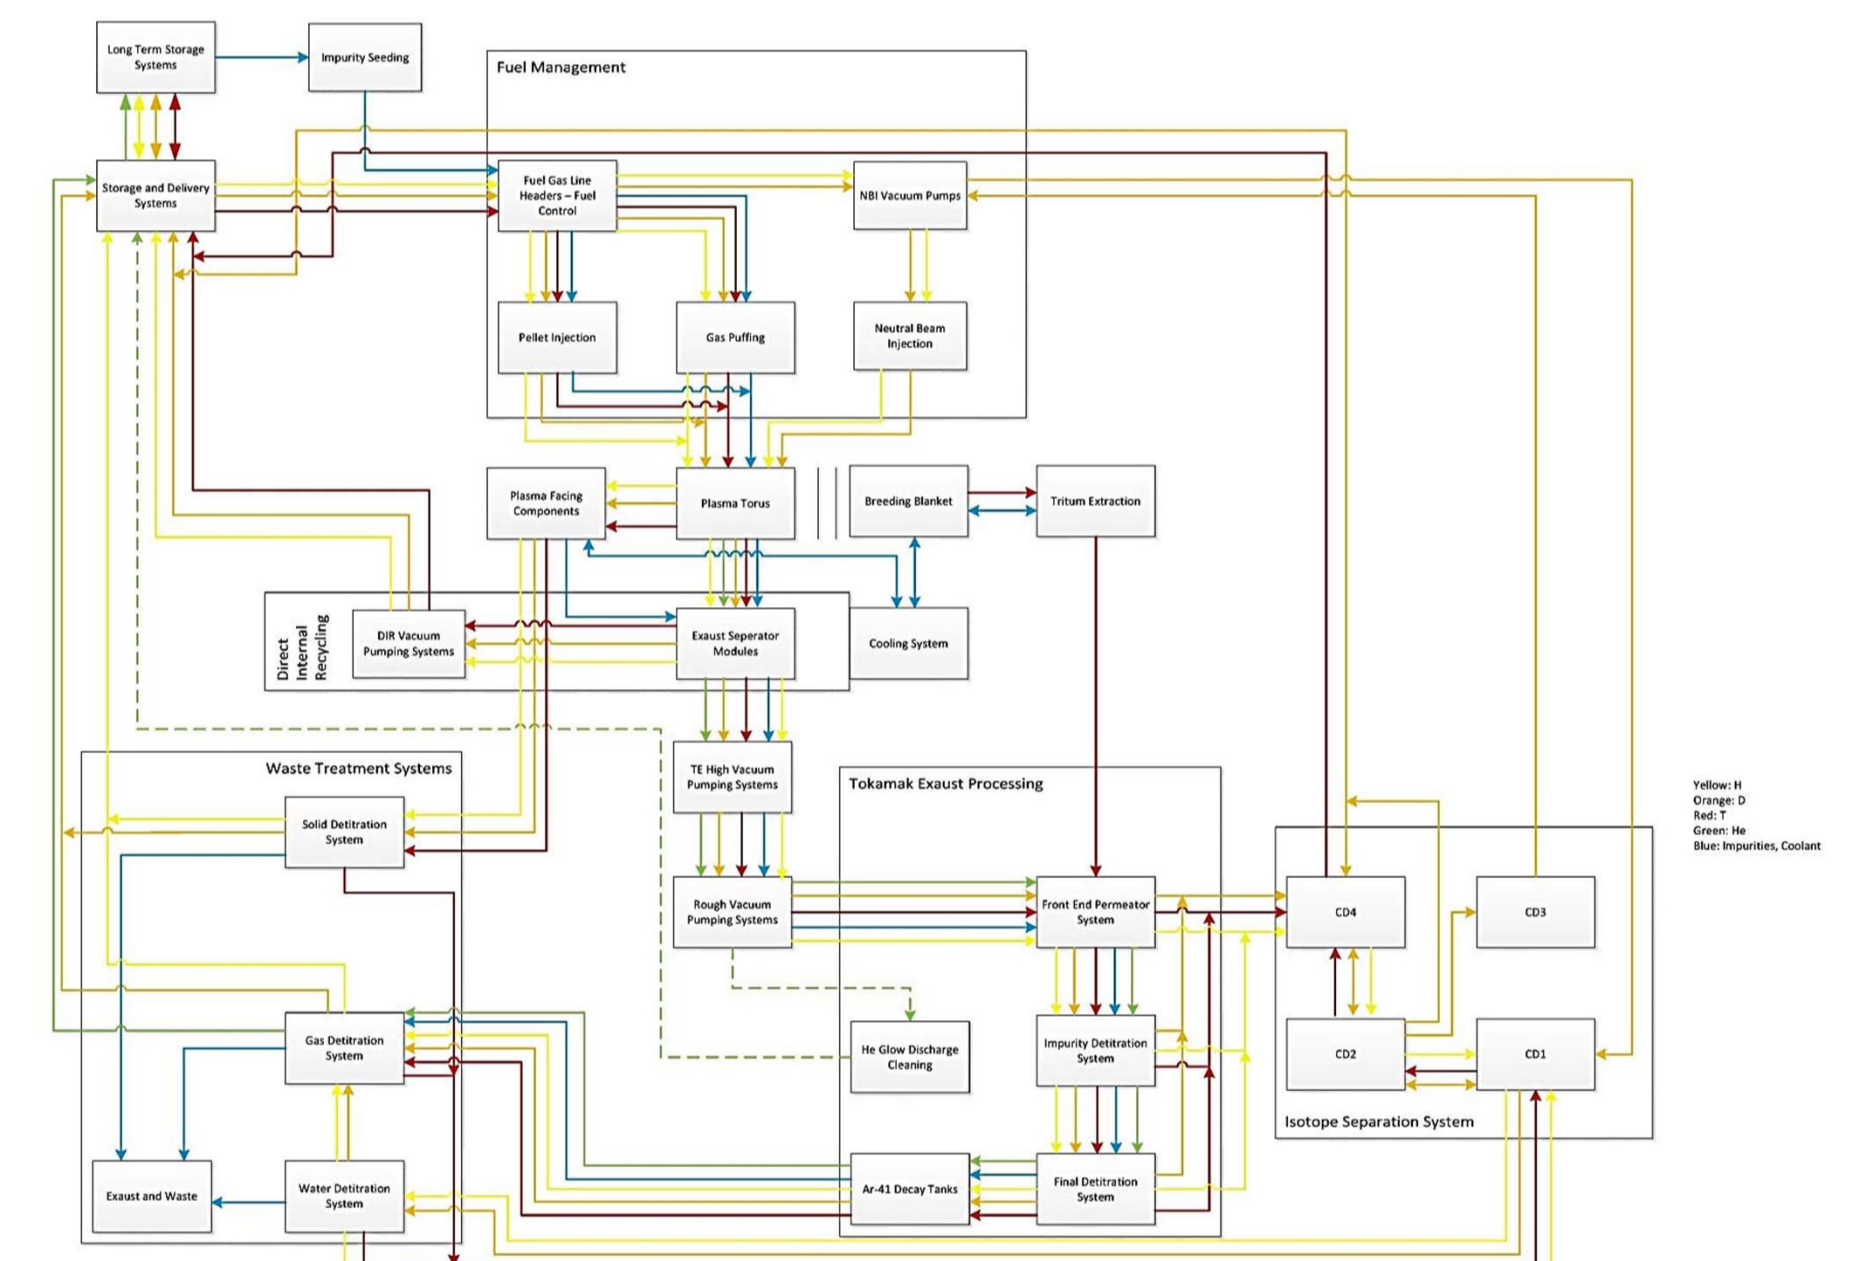 Long Term Storage
Systems
Impurity Seeding
Fuel Management
Storage and Delivery
Systems
Fuel Gas Line
Headers – Fuel
Control
NBI Vacuum Pumps
Pellet Injection
Gas Puffing
Neutral Beam
Injection
Plasma Facing
Components
Plasma Torus
Breeding Blanket
Tritum Extraction
Direct
Internal
Recycling
DIR Vacuum
Pumping Systems
Exaust Seperator
Modules
Cooling System
Waste Treatment Systems
TE High Vacuum
Pumping Systems
Tokamak Exaust Processing
Yellow: H
Orange: D
Red: T
Green: He
Blue: Impurities, Coolant
Solid Detitration
System
Rough Vacuum
Pumping Systems
Front End Permeator
System
CD4
CD3
Gas Detitration
System
He Glow Discharge
Cleaning
Impurity Detitration
System
CD2
CD1
Isotope Separation System
Exaust and Waste
Water Detitration
System
Ar-41 Decay Tanks
Final Detitration
System